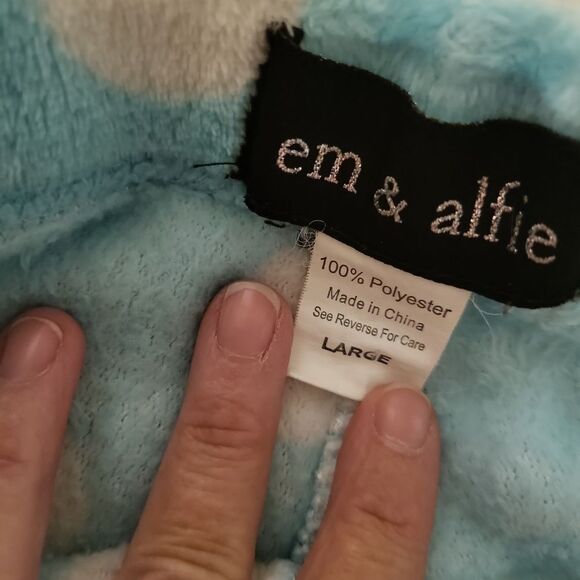 em & alfie
100% Polyester
Made in China
See Reverse For Care
LARGE